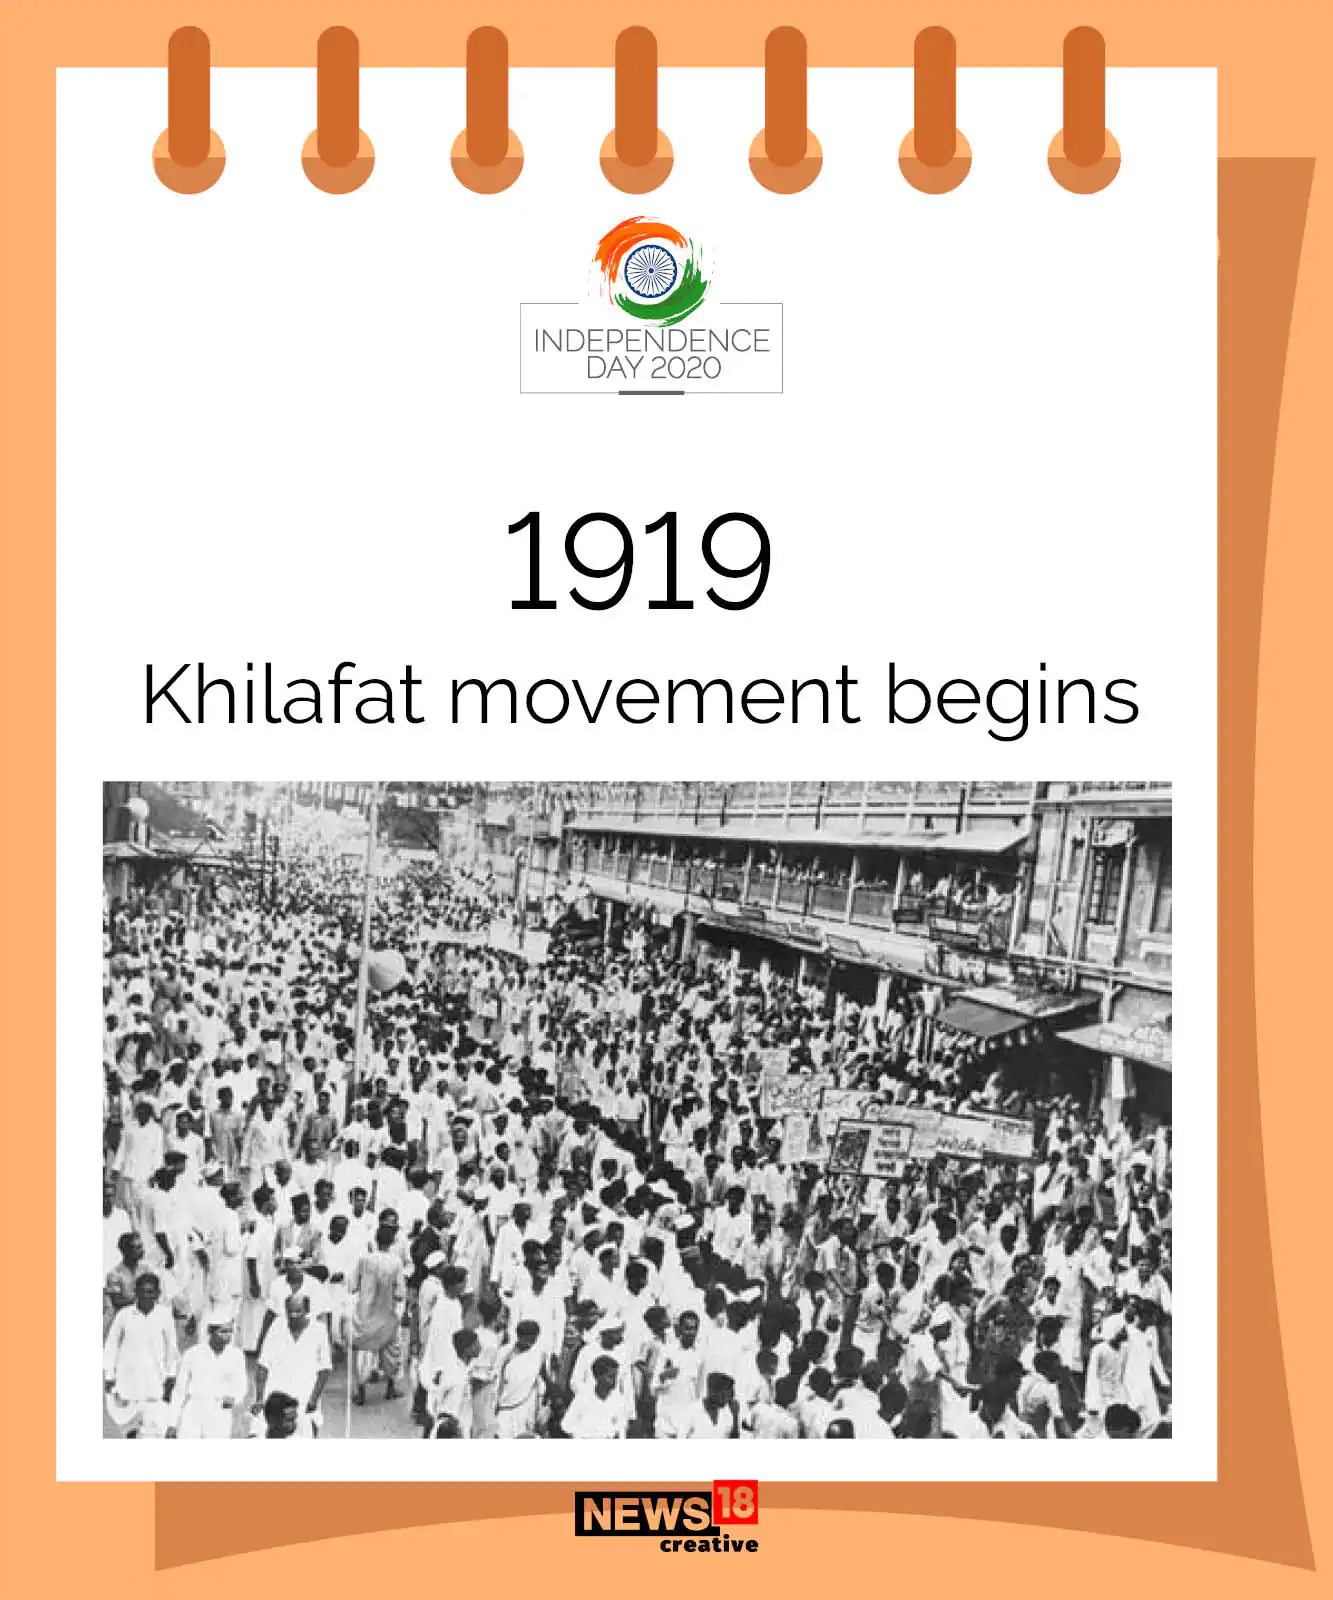 INDEPENDENCE
DAY 2020
1919
Khilafat movement begins
NEWS18
creative